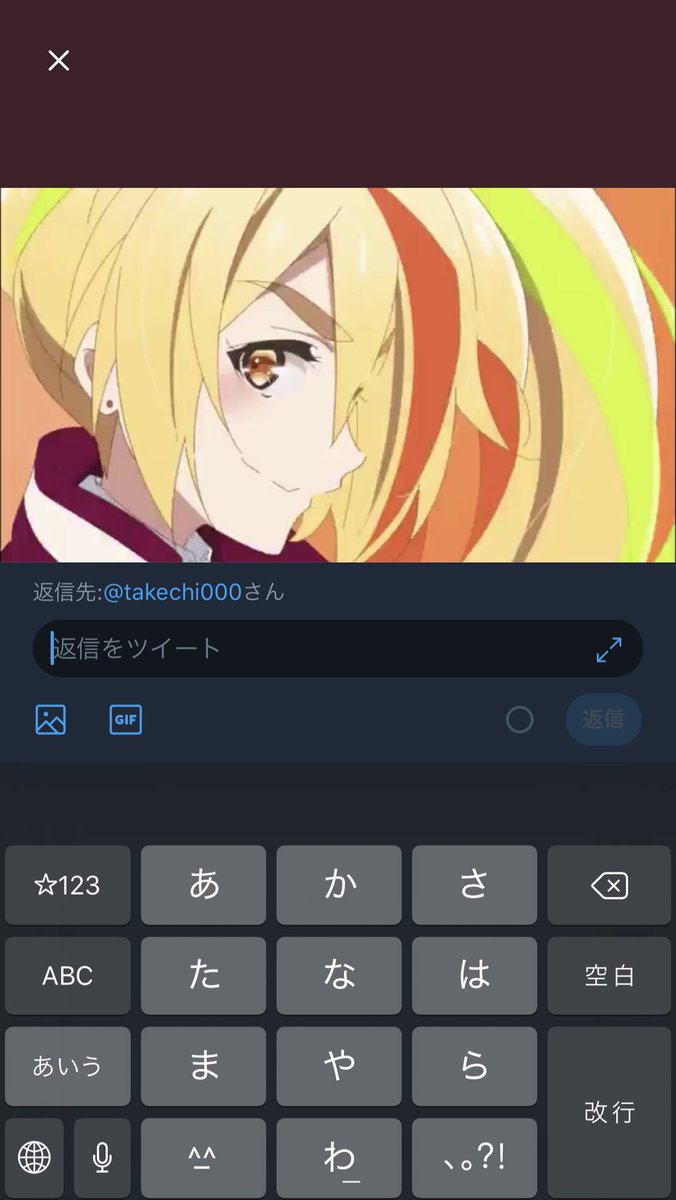 返信先:@takechi000さん
返信をツイート
GIF
返信
☆123 あ か さ
ABC た な は 空白
あいう ま や ら
改行
^_^ わ_ 、。?!